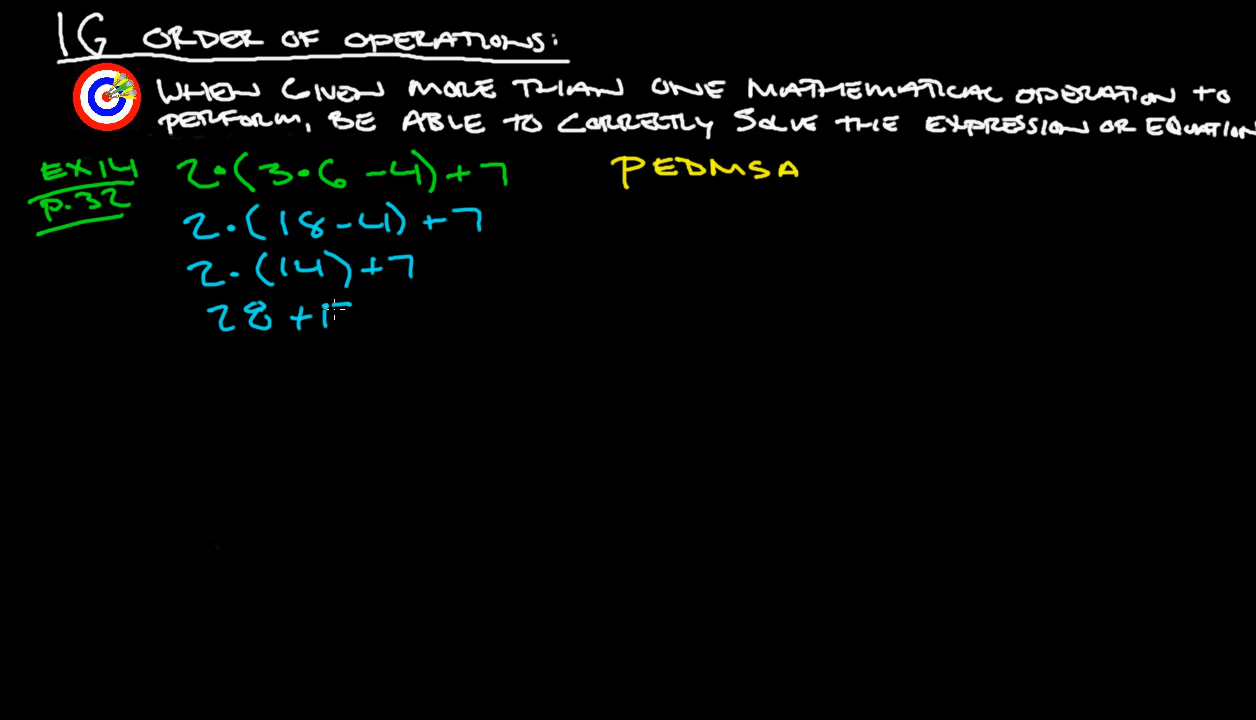 1G ORDER OF OPERATIONS:
WHEN GIVEN MORE THAN ONE MATHEMATICAL OPERATION TO
PERFORM, BE ABLE TO CORRECTLY SOLVE THE EXPRESSION OR EQUATION
EX 14
p. 32
2·(3·6-4)+7
PEDMSA
2·(18-4)+7
2·(14)+7
28+